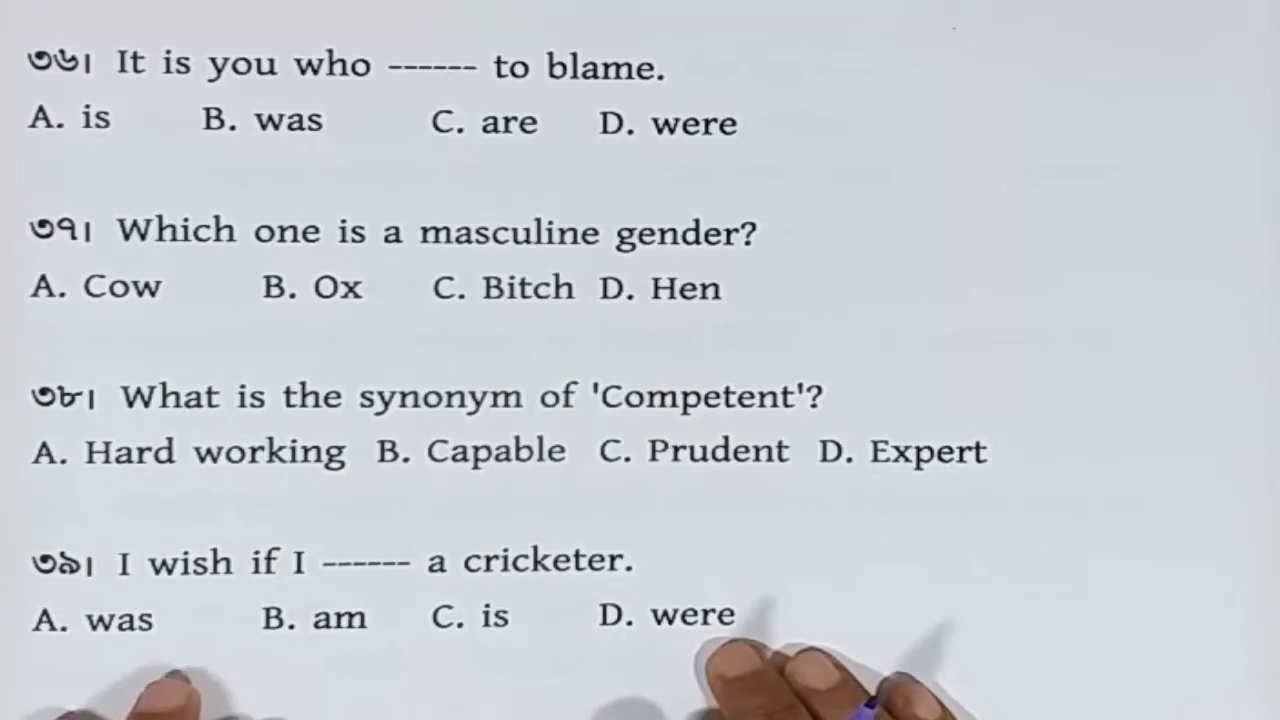 ৩৬। It is you who ------ to blame.
A. is B. was C. are D. were
৩৭। Which one is a masculine gender?
A. Cow B. Ox C. Bitch D. Hen
৩৮। What is the synonym of 'Competent'?
A. Hard working B. Capable C. Prudent D. Expert
৩৯। I wish if I ------ a cricketer.
A. was B. am C. is D. were